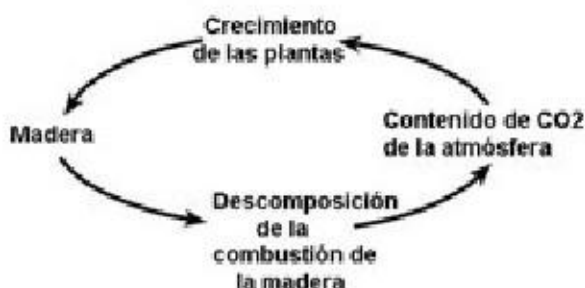 Crecimiento
de las plantas
Madera
Contenido de CO2
de la atmósfera
Descomposición
de la
combustión de
la madera